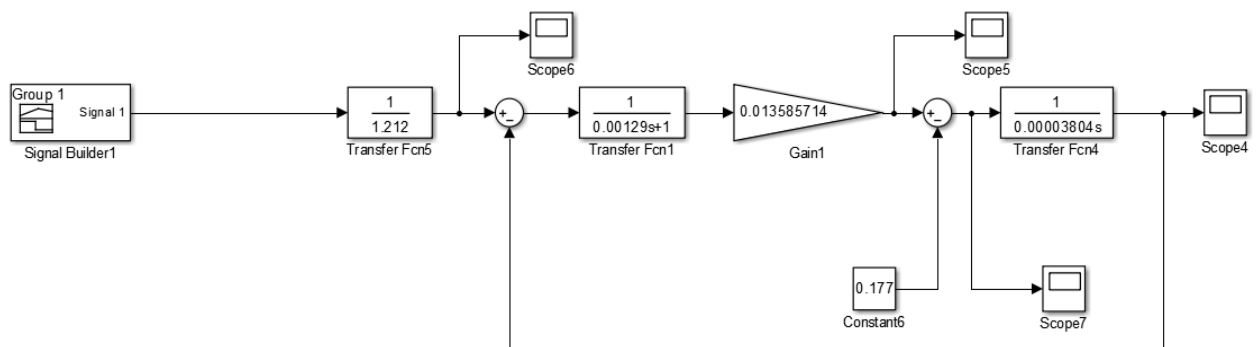 Scope6
Scope5
Group 1
Signal 1
Signal Builder1
1
1.212
Transfer Fcn5
+
−
1
0.00129s+1
Transfer Fcn1
0.013585714
Gain1
+
−
1
0.00003804s
Transfer Fcn4
Scope4
0.177
Constant6
Scope7